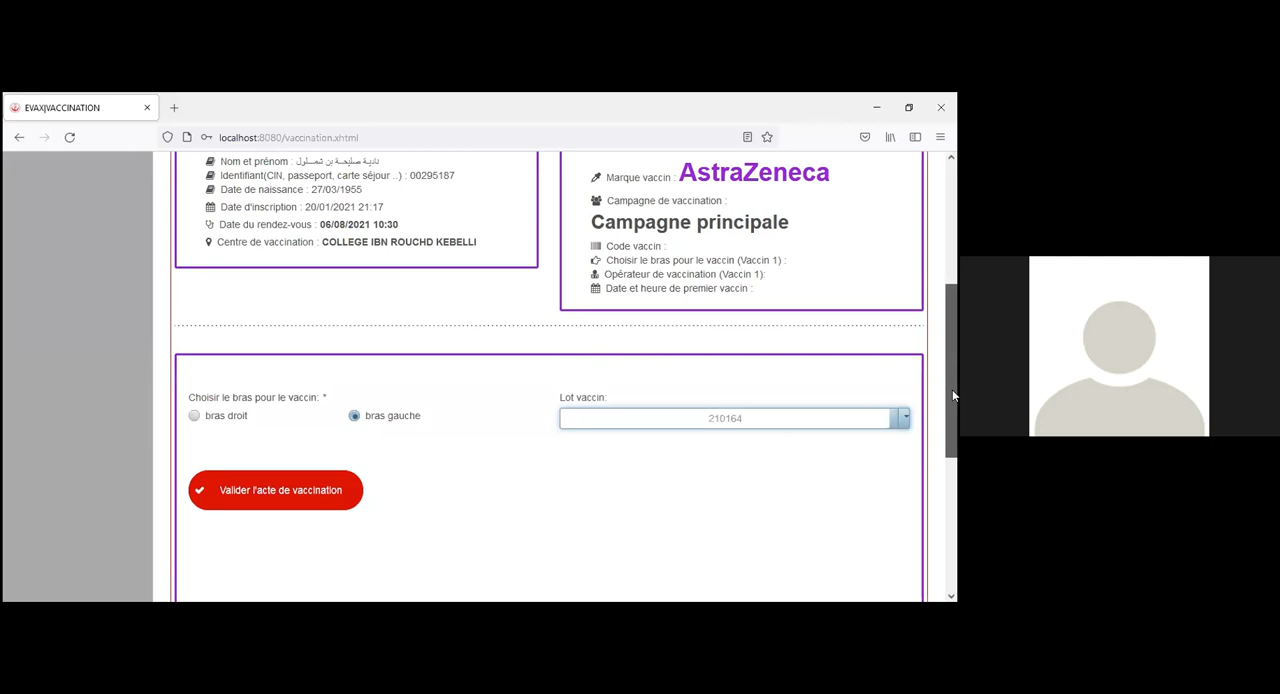 EVAX|VACCINATION
localhost:8080/vaccination.xhtml
Nom et prénom : نادية صليحة بن ثملول
Identifiant(CIN, passeport, carte séjour ..) : 00295187
Date de naissance : 27/03/1955
Date d'inscription : 20/01/2021 21:17
Date du rendez-vous : 06/08/2021 10:30
Centre de vaccination : COLLEGE IBN ROUCHD KEBELLI
Marque vaccin : AstraZeneca
Campagne de vaccination :
Campagne principale
Code vaccin :
Choisir le bras pour le vaccin (Vaccin 1) :
Opérateur de vaccination (Vaccin 1):
Date et heure de premier vaccin :
Choisir le bras pour le vaccin: *
bras droit
bras gauche
Lot vaccin:
210164
Valider l'acte de vaccination